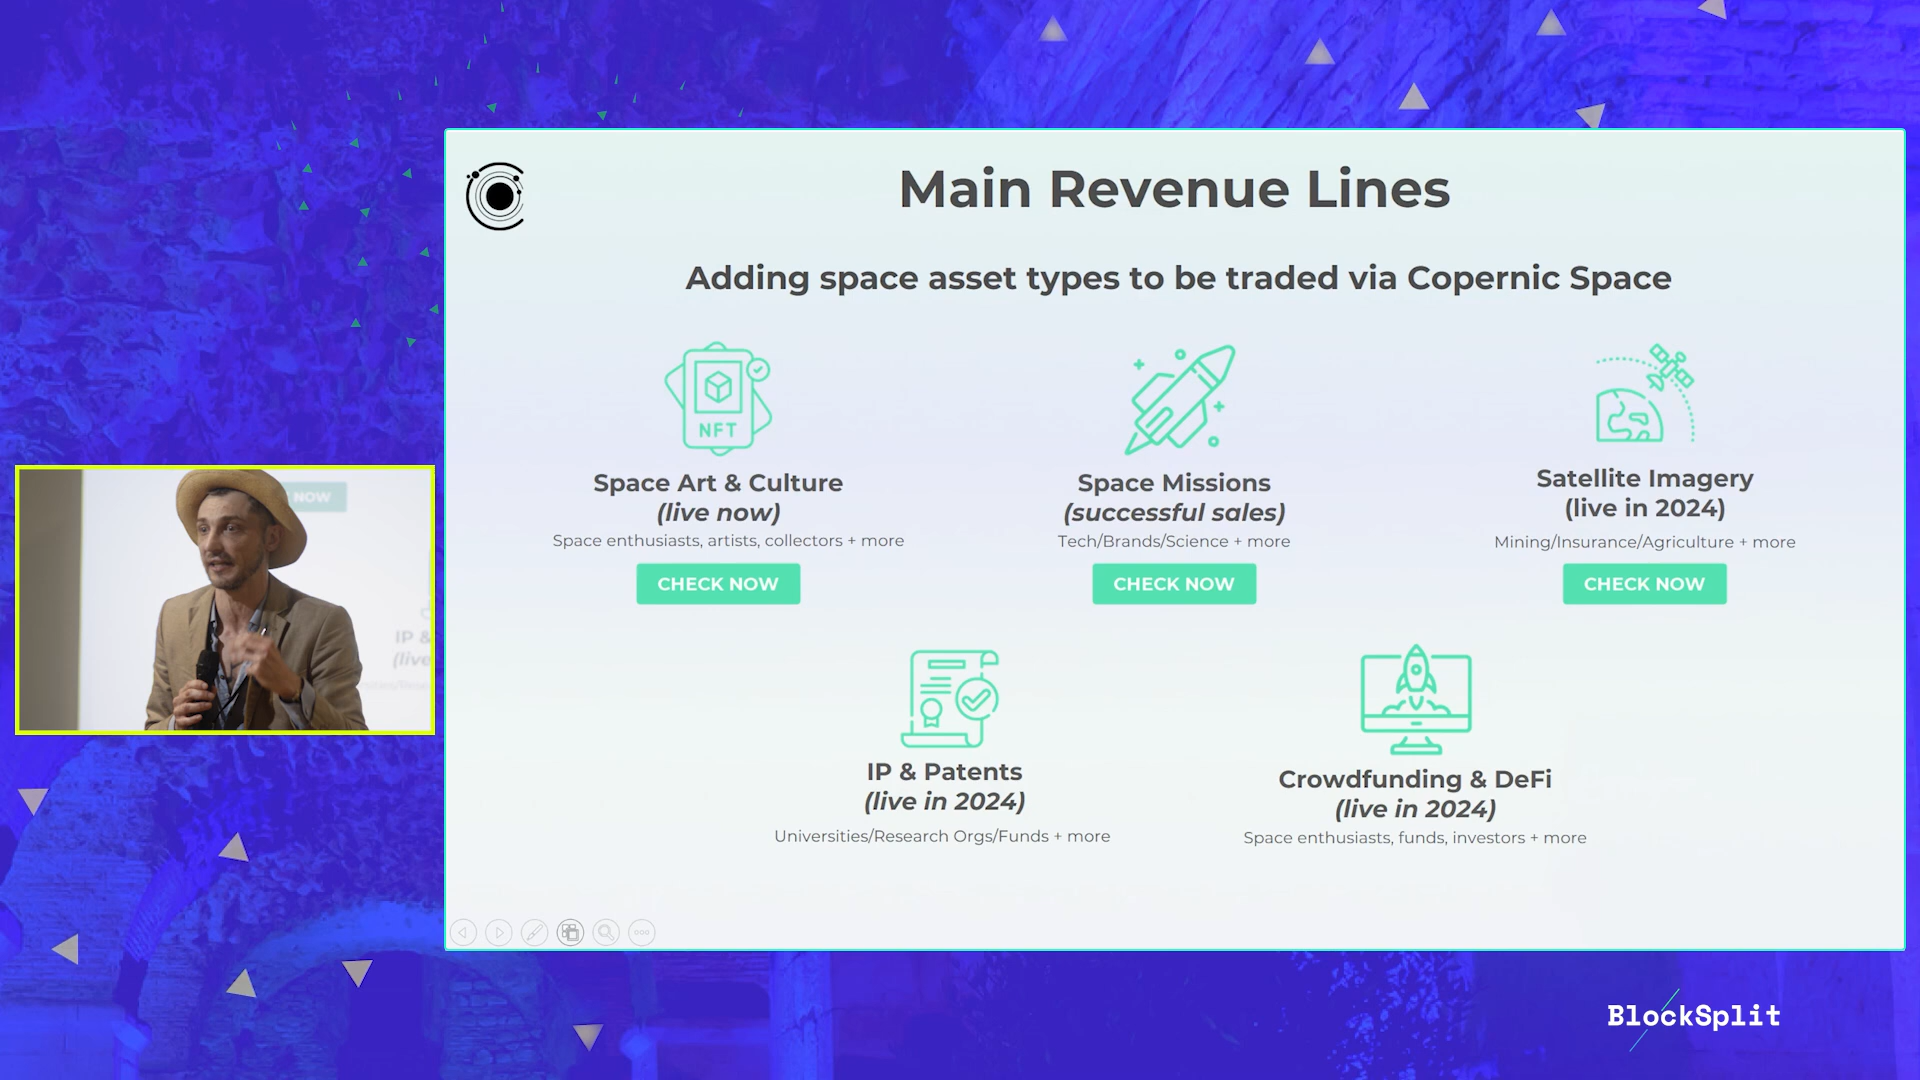 Main Revenue Lines
Adding space asset types to be traded via Copernic Space
NFT
Space Art & Culture
(live now)
Space enthusiasts, artists, collectors + more
CHECK NOW
Space Missions
(successful sales)
Tech/Brands/Science + more
CHECK NOW
Satellite Imagery
(live in 2024)
Mining/Insurance/Agriculture + more
CHECK NOW
NOW
IP &
(live
IP & Patents
(live in 2024)
Universities/Research Orgs/Funds + more
Crowdfunding & DeFi
(live in 2024)
Space enthusiasts, funds, investors + more
BlockSplit